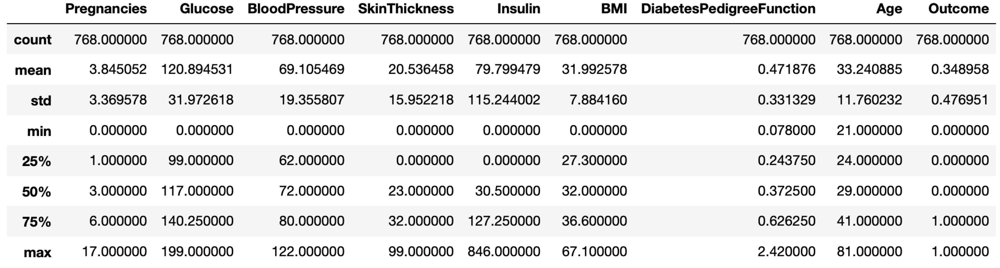 Pregnancies Glucose BloodPressure SkinThickness Insulin BMI DiabetesPedigreeFunction Age Outcome
count 768.000000 768.000000 768.000000 768.000000 768.000000 768.000000 768.000000 768.000000 768.000000
mean 3.845052 120.894531 69.105469 20.536458 79.799479 31.992578 0.471876 33.240885 0.348958
std 3.369578 31.972618 19.355807 15.952218 115.244002 7.884160 0.331329 11.760232 0.476951
min 0.000000 0.000000 0.000000 0.000000 0.000000 0.000000 0.078000 21.000000 0.000000
25% 1.000000 99.000000 62.000000 0.000000 0.000000 27.300000 0.243750 24.000000 0.000000
50% 3.000000 117.000000 72.000000 23.000000 30.500000 32.000000 0.372500 29.000000 0.000000
75% 6.000000 140.250000 80.000000 32.000000 127.250000 36.600000 0.626250 41.000000 1.000000
max 17.000000 199.000000 122.000000 99.000000 846.000000 67.100000 2.420000 81.000000 1.000000